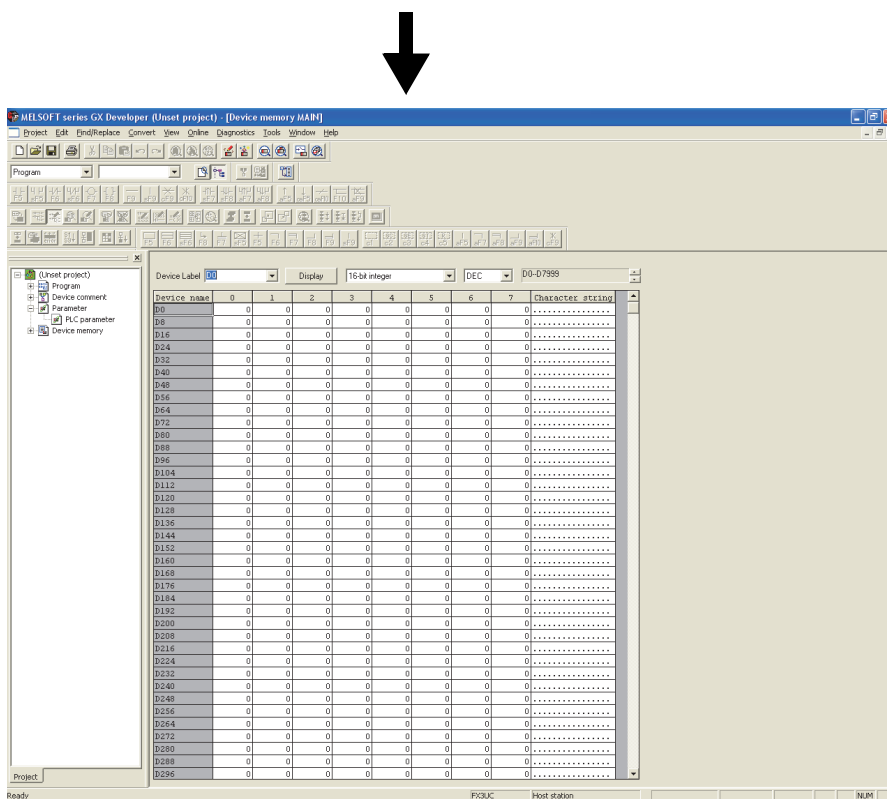 MELSOFT series GX Developer (Unset project) - [Device memory MAIN]
Project Edit Find/Replace Convert View Online Diagnostics Tools Window Help
Program
(Unset project)
Program
Device comment
Parameter
PLC parameter
Device memory
Project
Device Label D0 Display 16-bit integer DEC D0-D7999
Device name 0 1 2 3 4 5 6 7 Character string
D0 0 0 0 0 0 0 0 0 ................
D8 0 0 0 0 0 0 0 0 ................
D16 0 0 0 0 0 0 0 0 ................
D24 0 0 0 0 0 0 0 0 ................
D32 0 0 0 0 0 0 0 0 ................
D40 0 0 0 0 0 0 0 0 ................
D48 0 0 0 0 0 0 0 0 ................
D56 0 0 0 0 0 0 0 0 ................
D64 0 0 0 0 0 0 0 0 ................
D72 0 0 0 0 0 0 0 0 ................
D80 0 0 0 0 0 0 0 0 ................
D88 0 0 0 0 0 0 0 0 ................
D96 0 0 0 0 0 0 0 0 ................
D104 0 0 0 0 0 0 0 0 ................
D112 0 0 0 0 0 0 0 0 ................
D120 0 0 0 0 0 0 0 0 ................
D128 0 0 0 0 0 0 0 0 ................
D136 0 0 0 0 0 0 0 0 ................
D144 0 0 0 0 0 0 0 0 ................
D152 0 0 0 0 0 0 0 0 ................
D160 0 0 0 0 0 0 0 0 ................
D168 0 0 0 0 0 0 0 0 ................
D176 0 0 0 0 0 0 0 0 ................
D184 0 0 0 0 0 0 0 0 ................
D192 0 0 0 0 0 0 0 0 ................
D200 0 0 0 0 0 0 0 0 ................
D208 0 0 0 0 0 0 0 0 ................
D216 0 0 0 0 0 0 0 0 ................
D224 0 0 0 0 0 0 0 0 ................
D232 0 0 0 0 0 0 0 0 ................
D240 0 0 0 0 0 0 0 0 ................
D248 0 0 0 0 0 0 0 0 ................
D256 0 0 0 0 0 0 0 0 ................
D264 0 0 0 0 0 0 0 0 ................
D272 0 0 0 0 0 0 0 0 ................
D280 0 0 0 0 0 0 0 0 ................
D288 0 0 0 0 0 0 0 0 ................
D296 0 0 0 0 0 0 0 0 ................
Ready FX3UC Host station NUM